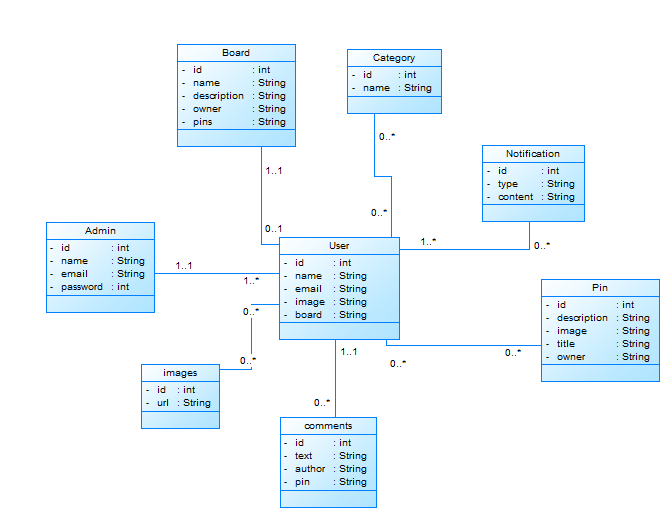 Board
- id : int
- name : String
- description : String
- owner : String
- pins : String
Category
- id : int
- name : String
0..*
Notification
- id : int
- type : String
- content : String
1..1
0..*
0..1
1..*
0..*
Admin
- id : int
- name : String
- email : String
- password : int
1..1
1..*
User
- id : int
- name : String
- email : String
- image : String
- board : String
Pin
- id : int
- description : String
- image : String
- title : String
- owner : String
0..*
0..*
1..1
0..*
0..*
images
- id : int
- url : String
0..*
comments
- id : int
- text : String
- author : String
- pin : String